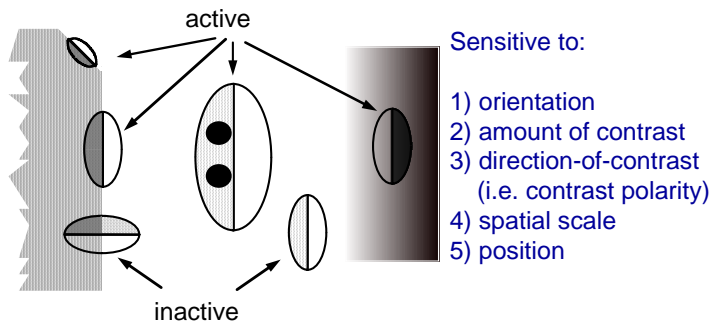 active
Sensitive to:
1) orientation
2) amount of contrast
3) direction-of-contrast
(i.e. contrast polarity)
4) spatial scale
5) position
inactive